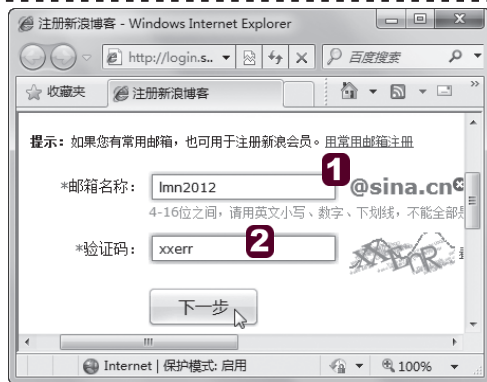 注册新浪博客 - Windows Internet Explorer
http://login.s.. 百度搜索
收藏夹 注册新浪博客
提示：如果您有常用邮箱，也可用于注册新浪会员。用常用邮箱注册
1
*邮箱名称： lmn2012 @sina.cn
4-16位之间，请用英文小写、数字、下划线，不能全部是
2
*验证码： xxerr
下一步
Internet | 保护模式: 启用 100%